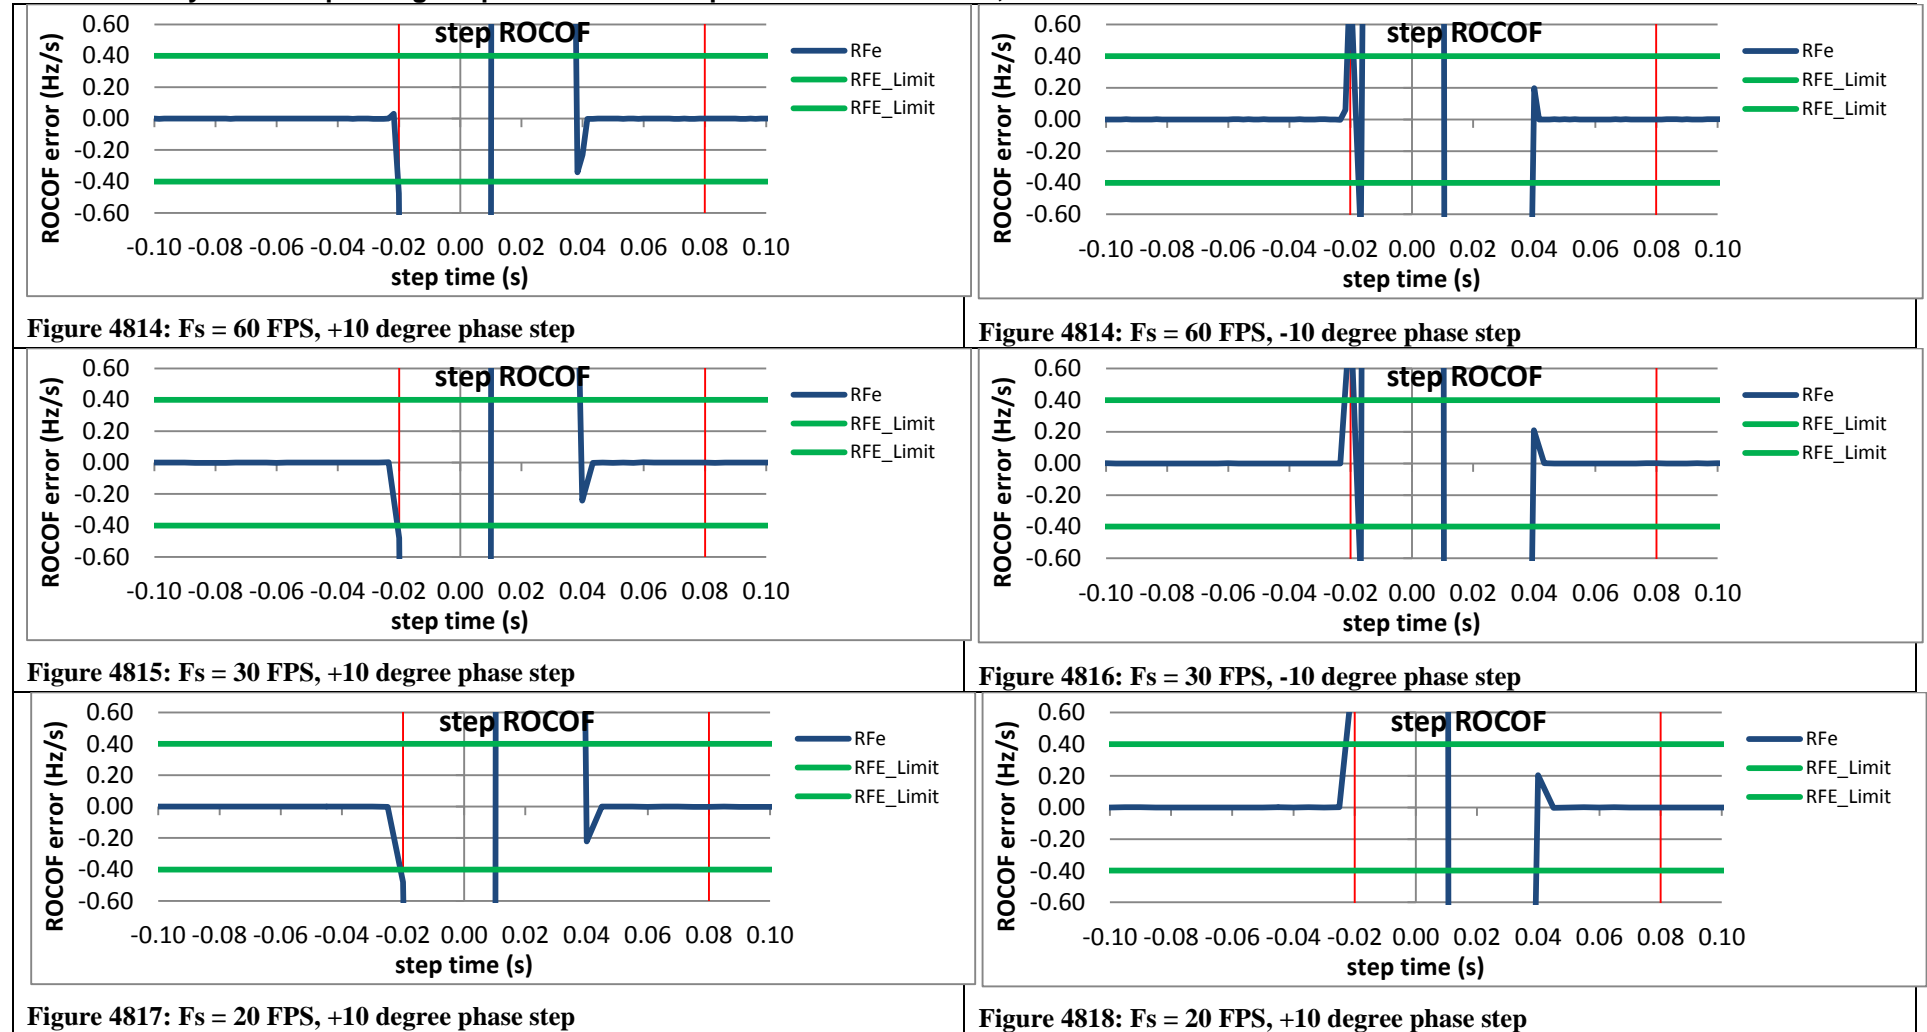 step ROCOF
ROCOF error (Hz/s)
0.60
0.40
0.20
0.00
-0.20
-0.40
-0.60
-0.10 -0.08 -0.06 -0.04 -0.02 0.00 0.02 0.04 0.06 0.08 0.10
step time (s)
RFe
RFE_Limit
RFE_Limit
Figure 4814: Fs = 60 FPS, +10 degree phase step
step ROCOF
ROCOF error (Hz/s)
0.60
0.40
0.20
0.00
-0.20
-0.40
-0.60
-0.10 -0.08 -0.06 -0.04 -0.02 0.00 0.02 0.04 0.06 0.08 0.10
step time (s)
RFe
RFE_Limit
RFE_Limit
Figure 4814: Fs = 60 FPS, -10 degree phase step
step ROCOF
ROCOF error (Hz/s)
0.60
0.40
0.20
0.00
-0.20
-0.40
-0.60
-0.10 -0.08 -0.06 -0.04 -0.02 0.00 0.02 0.04 0.06 0.08 0.10
step time (s)
RFe
RFE_Limit
RFE_Limit
Figure 4815: Fs = 30 FPS, +10 degree phase step
step ROCOF
ROCOF error (Hz/s)
0.60
0.40
0.20
0.00
-0.20
-0.40
-0.60
-0.10 -0.08 -0.06 -0.04 -0.02 0.00 0.02 0.04 0.06 0.08 0.10
step time (s)
RFe
RFE_Limit
RFE_Limit
Figure 4816: Fs = 30 FPS, -10 degree phase step
step ROCOF
ROCOF error (Hz/s)
0.60
0.40
0.20
0.00
-0.20
-0.40
-0.60
-0.10 -0.08 -0.06 -0.04 -0.02 0.00 0.02 0.04 0.06 0.08 0.10
step time (s)
RFe
RFE_Limit
RFE_Limit
Figure 4817: Fs = 20 FPS, +10 degree phase step
step ROCOF
ROCOF error (Hz/s)
0.60
0.40
0.20
0.00
-0.20
-0.40
-0.60
-0.10 -0.08 -0.06 -0.04 -0.02 0.00 0.02 0.04 0.06 0.08 0.10
step time (s)
RFe
RFE_Limit
RFE_Limit
Figure 4818: Fs = 20 FPS, +10 degree phase step